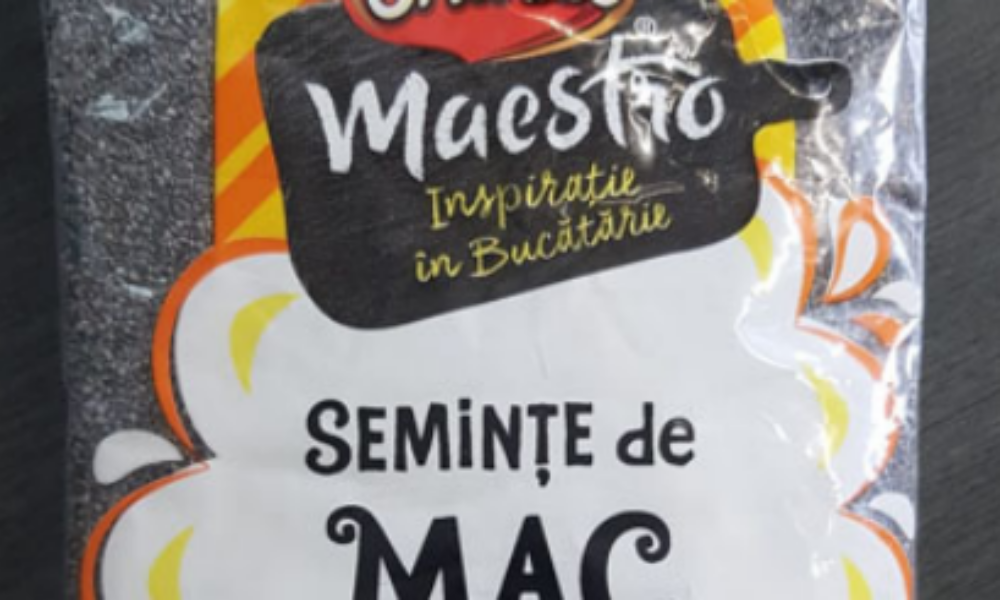 Maestro
Inspirație
în Bucătărie
SEMINȚE de
MAC